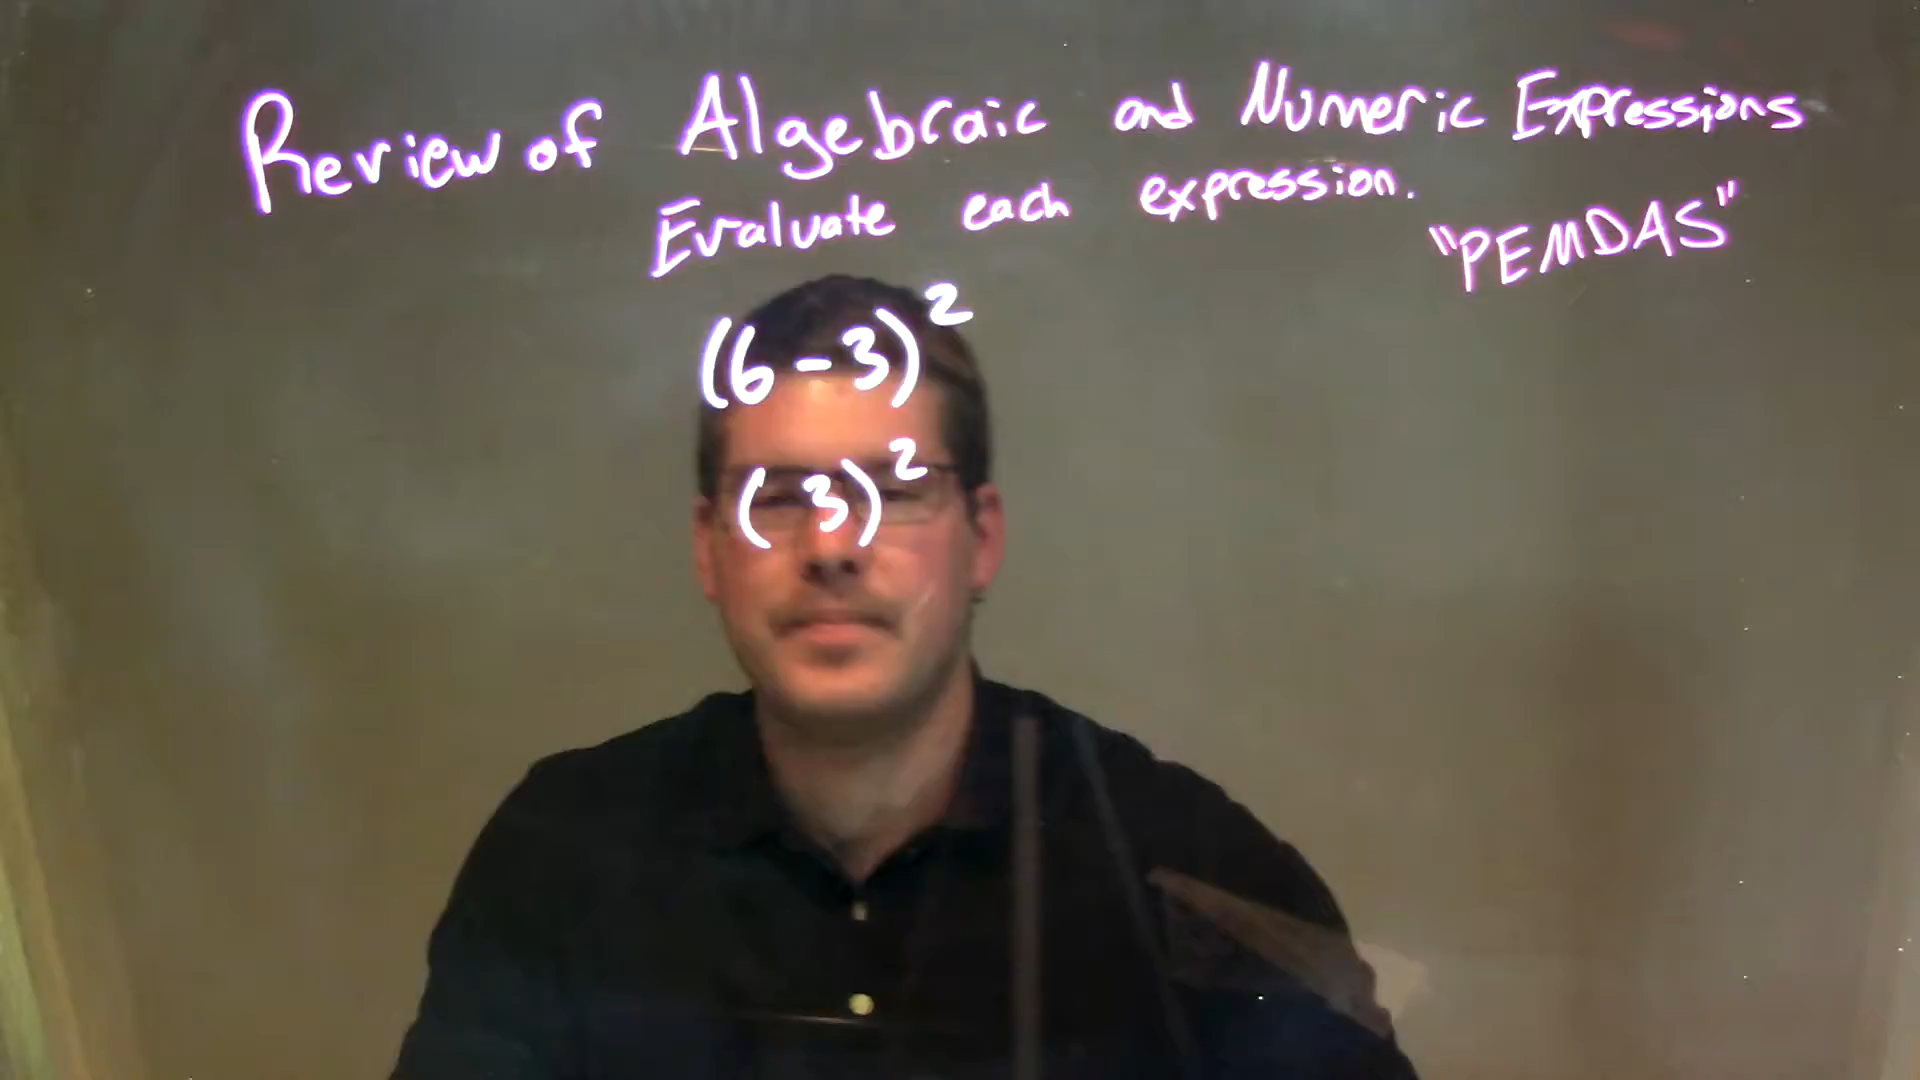 Review of Algebraic and Numeric Expressions
Evaluate each expression.
"PEMDAS"
(6-3)²
(3)²